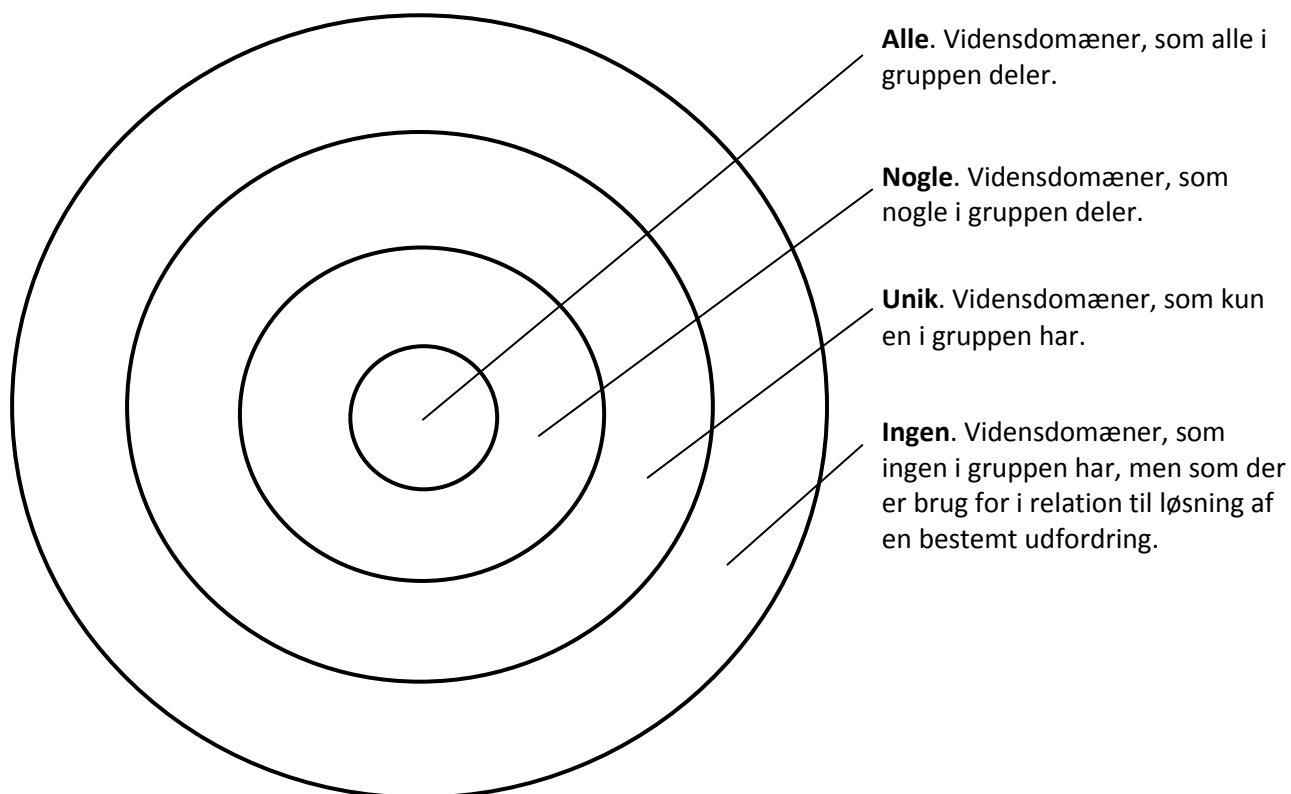 Alle. Vidensdomæner, som alle i
gruppen deler.
Nogle. Vidensdomæner, som
nogle i gruppen deler.
Unik. Vidensdomæner, som kun
en i gruppen har.
Ingen. Vidensdomæner, som
ingen i gruppen har, men som der
er brug for i relation til løsning af
en bestemt udfordring.